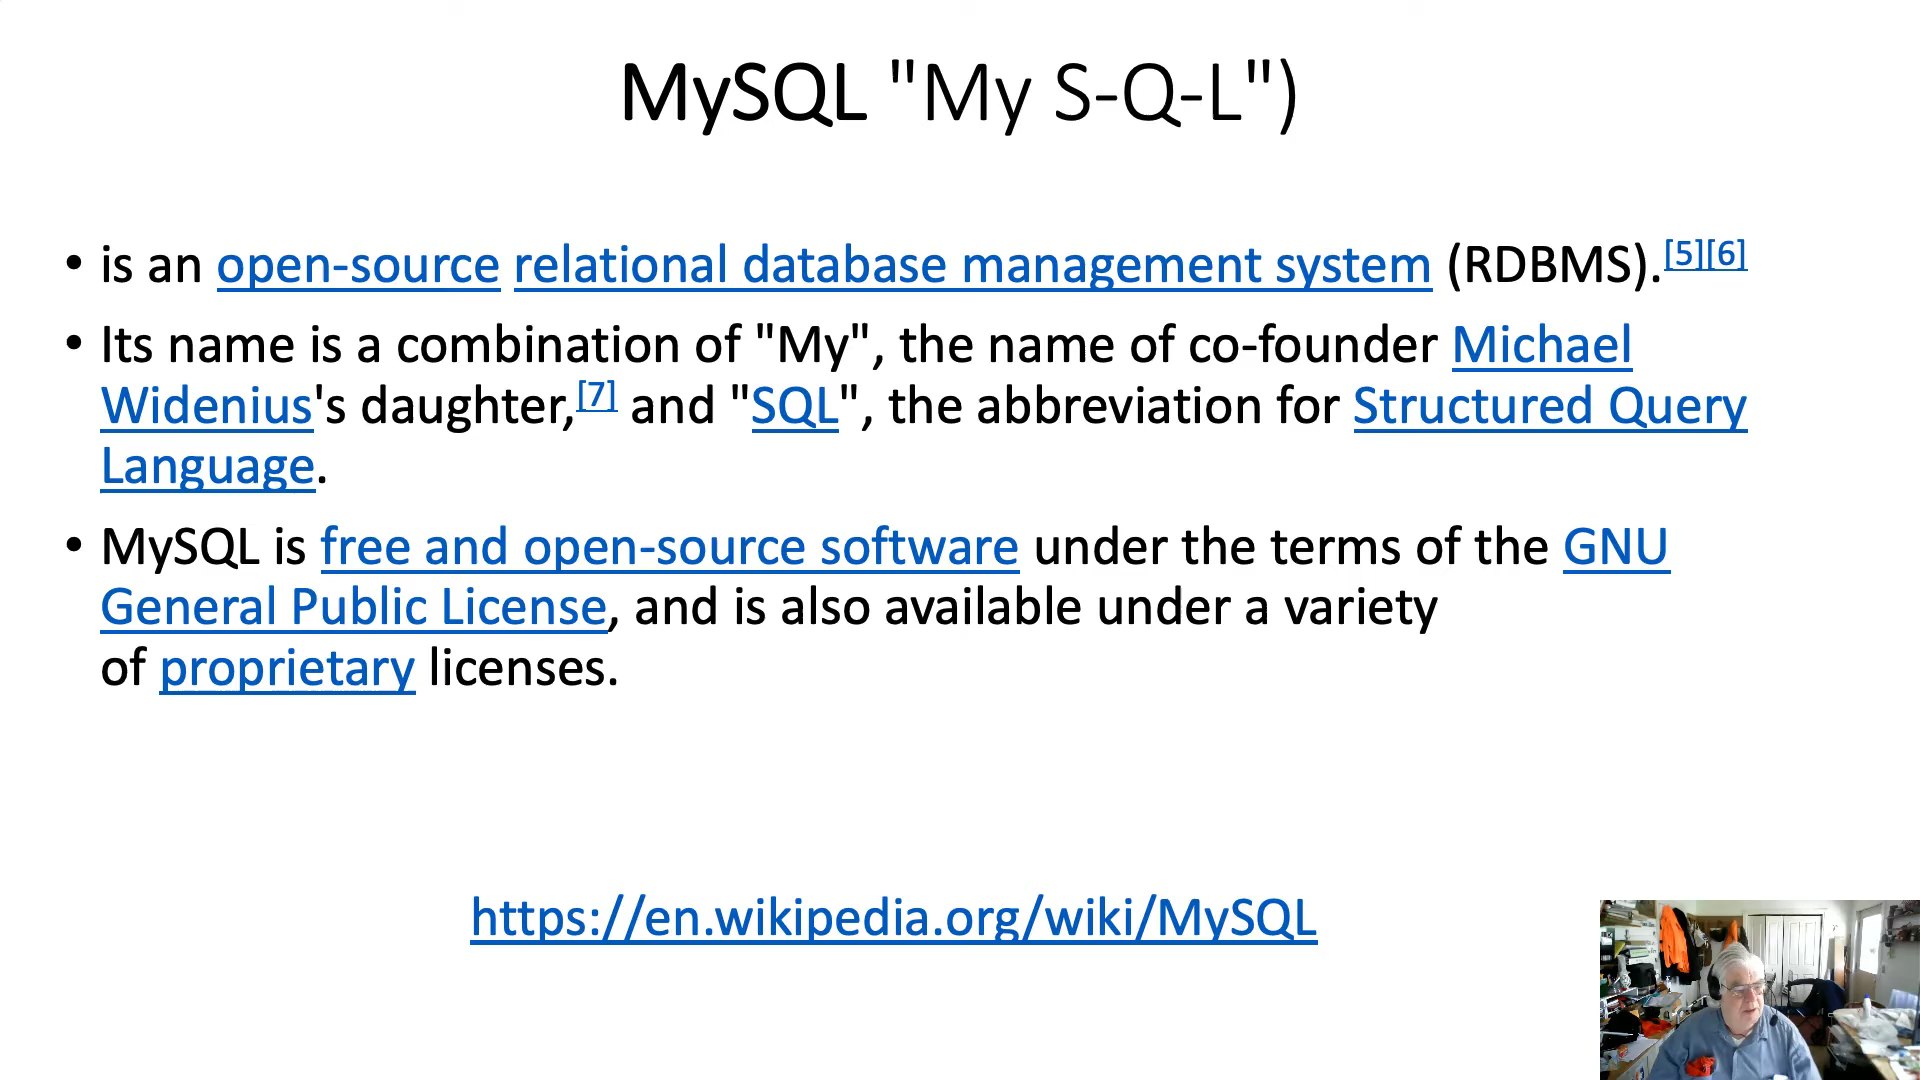 MySQL "My S-Q-L")
• is an open-source relational database management system (RDBMS).[5][6]
• Its name is a combination of "My", the name of co-founder Michael
Widenius's daughter,[7] and "SQL", the abbreviation for Structured Query
Language.
• MySQL is free and open-source software under the terms of the GNU
General Public License, and is also available under a variety
of proprietary licenses.
https://en.wikipedia.org/wiki/MySQL